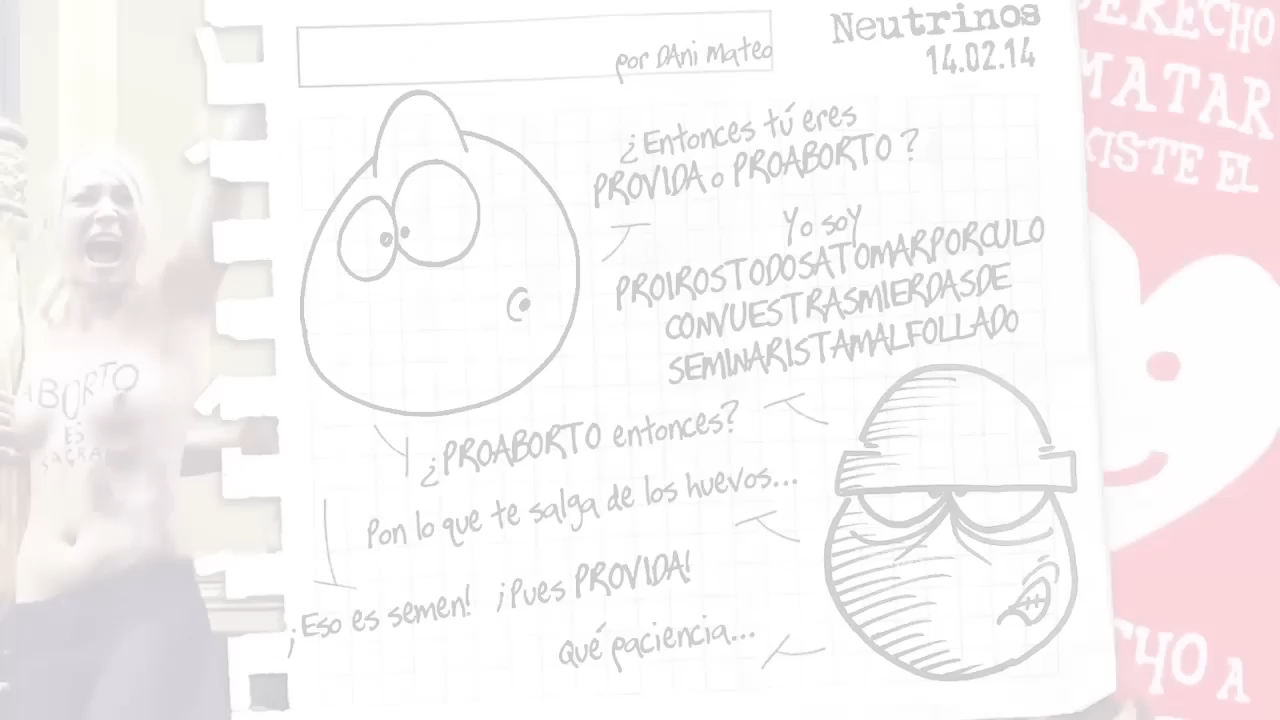 Neutrinos
por DAni Mateo
14.02.14
¿Entonces tú eres
PROVIDA o PROABORTO ?
Yo soy
PROIROSTODOSATOMARPORCULO
CONVUESTRASMIERDASDE
SEMINARISTAMALFOLLADO
¿PROABORTO entonces?
Pon lo que te salga de los huevos...
¡Eso es semen! ¡Pues PROVIDA!
qué paciencia...
ABORTO
ES
SAGRA
DERECHO
MATAR
XISTE EL
CHO A